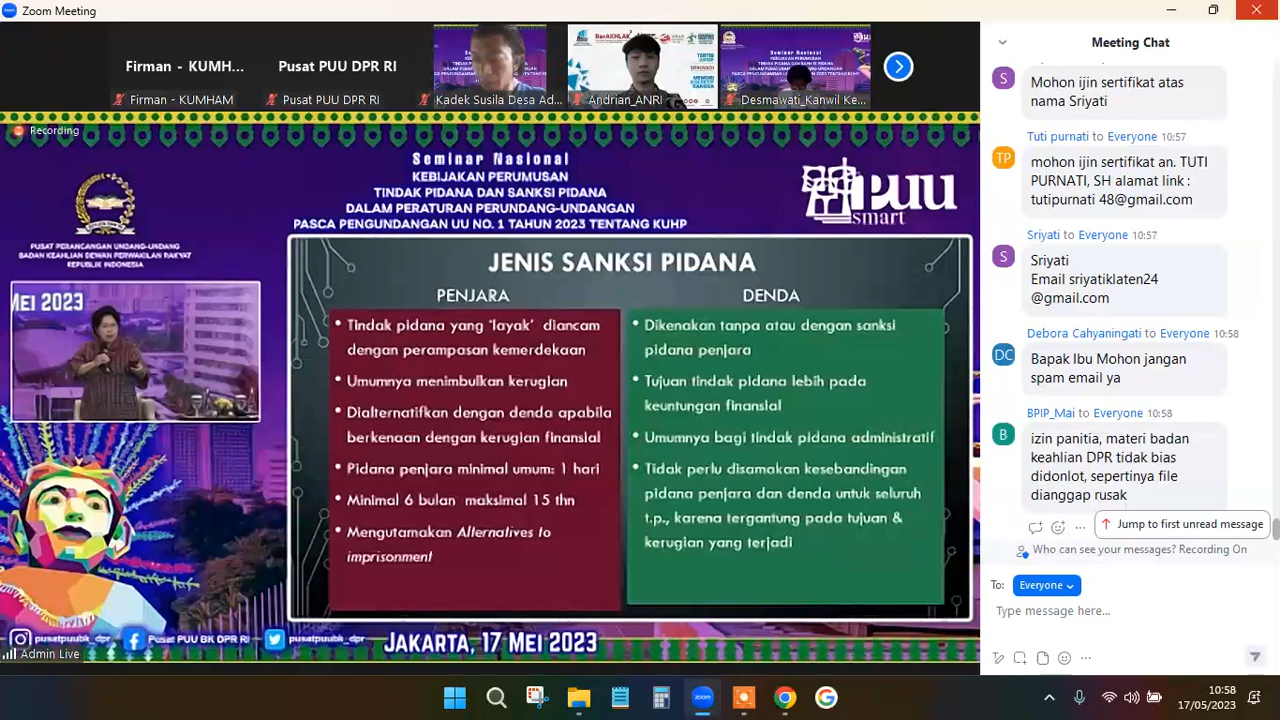 Zoom Meeting
Firman - KUMH...
Firman - KUMHAM
Pusat PUU DPR RI
Pusat PUU DPR RI
Kadek Susila Desa Ad...
Andrian_ANRI
Desmawati_Kanwil Ke...
Recording
Seminar Nasional
KEBIJAKAN PERUMUSAN
TINDAK PIDANA DAN SANKSI PIDANA
DALAM PERATURAN PERUNDANG-UNDANGAN
PASCA PENGUNDANGAN UU NO. 1 TAHUN 2023 TENTANG KUHP
PUU
smart
PUSAT PERANCANGAN UNDANG-UNDANG
BADAN KEAHLIAN DEWAN PERWAKILAN RAKYAT
REPUBLIK INDONESIA
MEI 2023
JENIS SANKSI PIDANA
PENJARA
• Tindak pidana yang 'layak' diancam
dengan perampasan kemerdekaan
• Umumnya menimbulkan kerugian
• Dialternatifkan dengan denda apabila
berkenaan dengan kerugian finansial
• Pidana penjara minimal umum: 1 hari
• Minimal 6 bulan maksimal 15 thn
• Mengutamakan Alternatives to
imprisonment
DENDA
• Dikenakan tanpa atau dengan sanksi
pidana penjara
• Tujuan tindak pidana lebih pada
keuntungan finansial
• Umumnya bagi tindak pidana administratif
• Tidak perlu disamakan kesebandingan
pidana penjara dan denda untuk seluruh
t.p., karena tergantung pada tujuan &
kerugian yang terjadi
pusatpuubk_dpr
Pusat PUU BK DPR RI
pusatpuubk_dpr
JAKARTA, 17 MEI 2023
Admin Live
Meeting Chat
S
Mohon ijin sertifikat atas
nama Sriyati
Tuti purnati to Everyone 10:57
TP
mohon ijin sertifikat an. TUTI
PURNATI, SH alamat link :
tutipurnati 48@gmail.com
Sriyati to Everyone 10:57
S
Sriyati
Email sriyatiklaten24
@gmail.com
Debora Cahyaningati to Everyone 10:58
DC
Bapak Ibu Mohon jangan
spam email ya
BPIP_Mai to Everyone 10:58
B
izin panitia, materi badan
keahlian DPR tidak bias
didonlot, sepertinya file
dianggap rusak
Jump to first unread message
Who can see your messages? Recording On
To: Everyone
Type message here...
10:58
17/05/2023